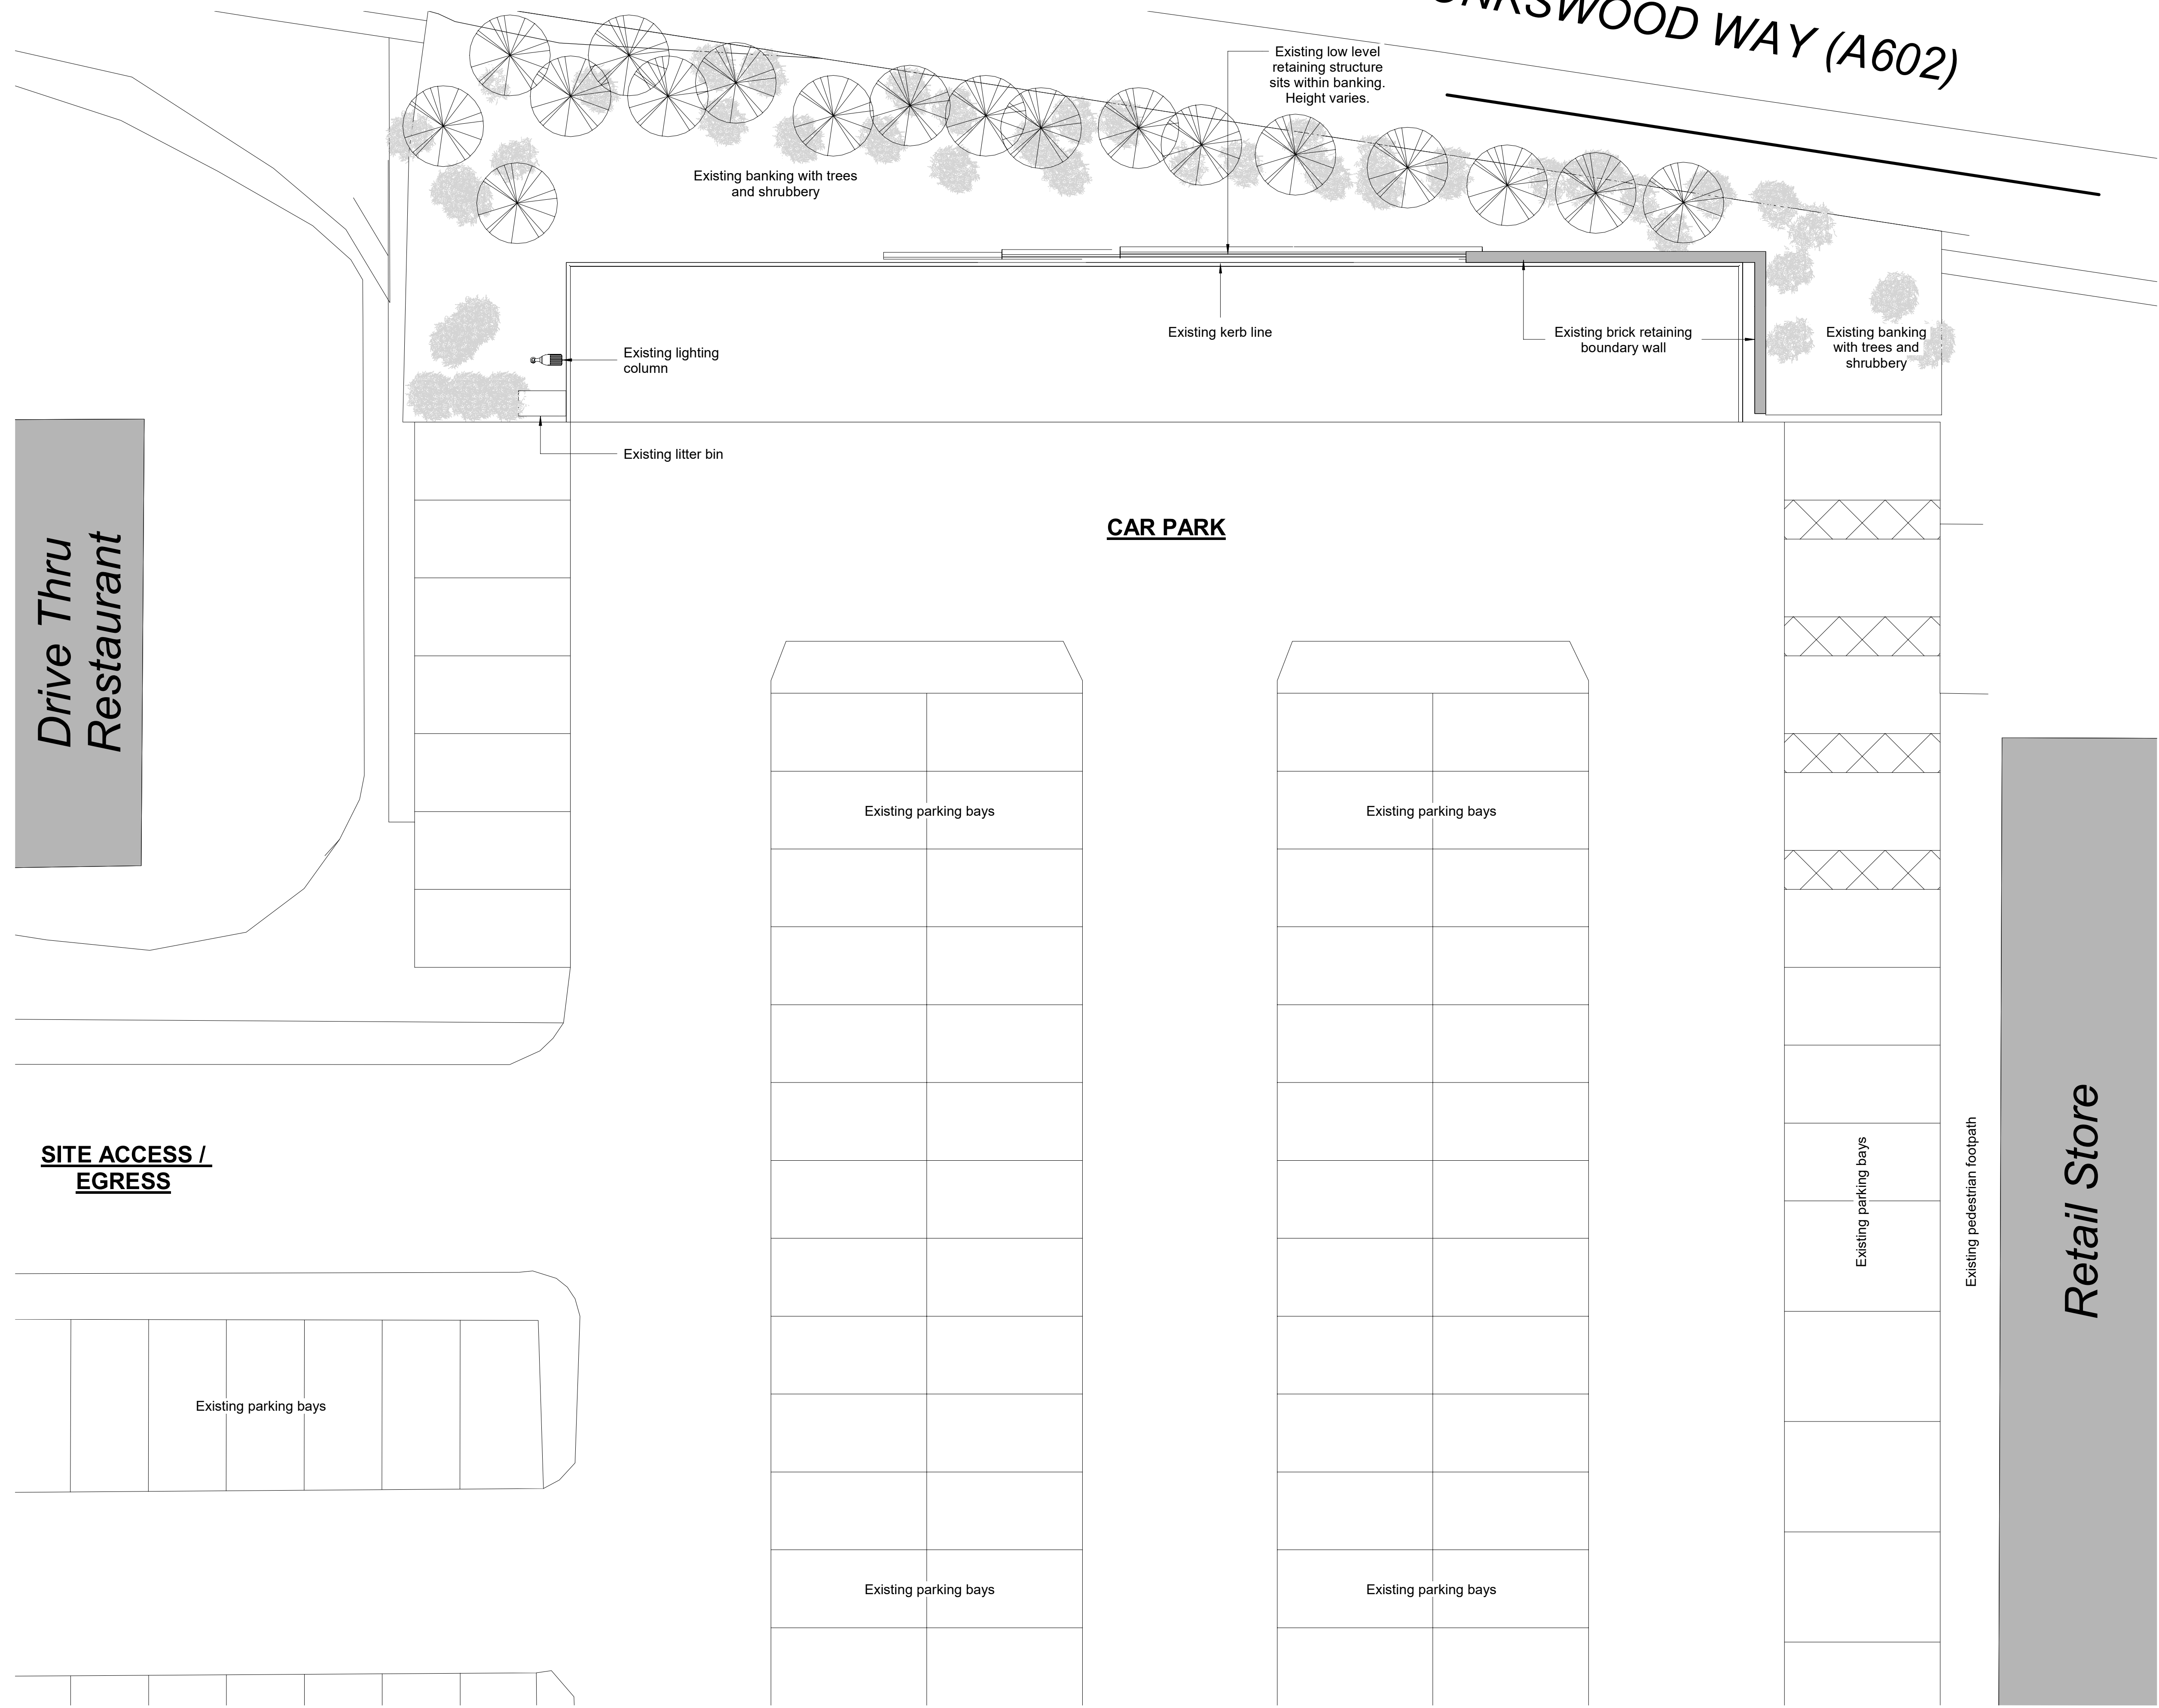 WOOD WAY (A602)
Existing low level
retaining structure
sits within banking.
Height varies.
Existing banking with trees
and shrubbery
Existing kerb line
Existing brick retaining
boundary wall
Existing banking
with trees and
shrubbery
Existing lighting
column
Existing litter bin
CAR PARK
Drive Thru
Restaurant
Existing parking bays
Existing parking bays
SITE ACCESS /
EGRESS
Existing parking bays
Existing pedestrian footpath
Retail Store
Existing parking bays
Existing parking bays
Existing parking bays